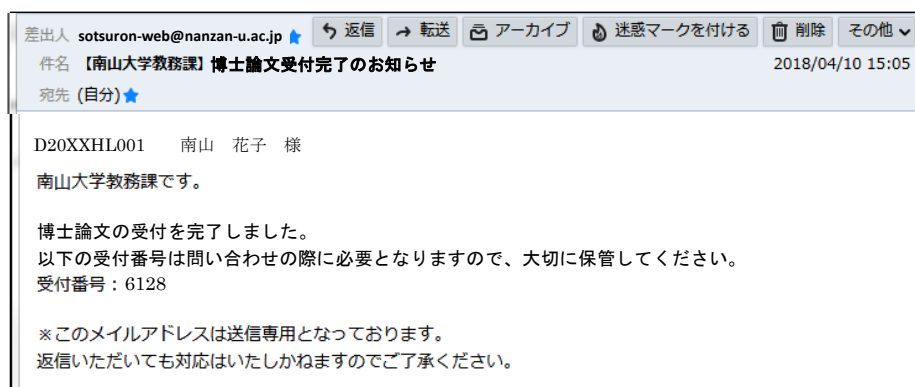 差出人 sotsuron-web@nanzan-u.ac.jp 返信 転送 アーカイブ 迷惑マークを付ける 削除 その他
件名 【南山大学教務課】博士論文受付完了のお知らせ 2018/04/10 15:05
宛先 (自分)
D20XXHL001 南山 花子 様
南山大学教務課です。
博士論文の受付を完了しました。
以下の受付番号は問い合わせの際に必要となりますので、大切に保管してください。
受付番号：6128
※このメイルアドレスは送信専用となっております。
返信いただいても対応はいたしかねますのでご了承ください。